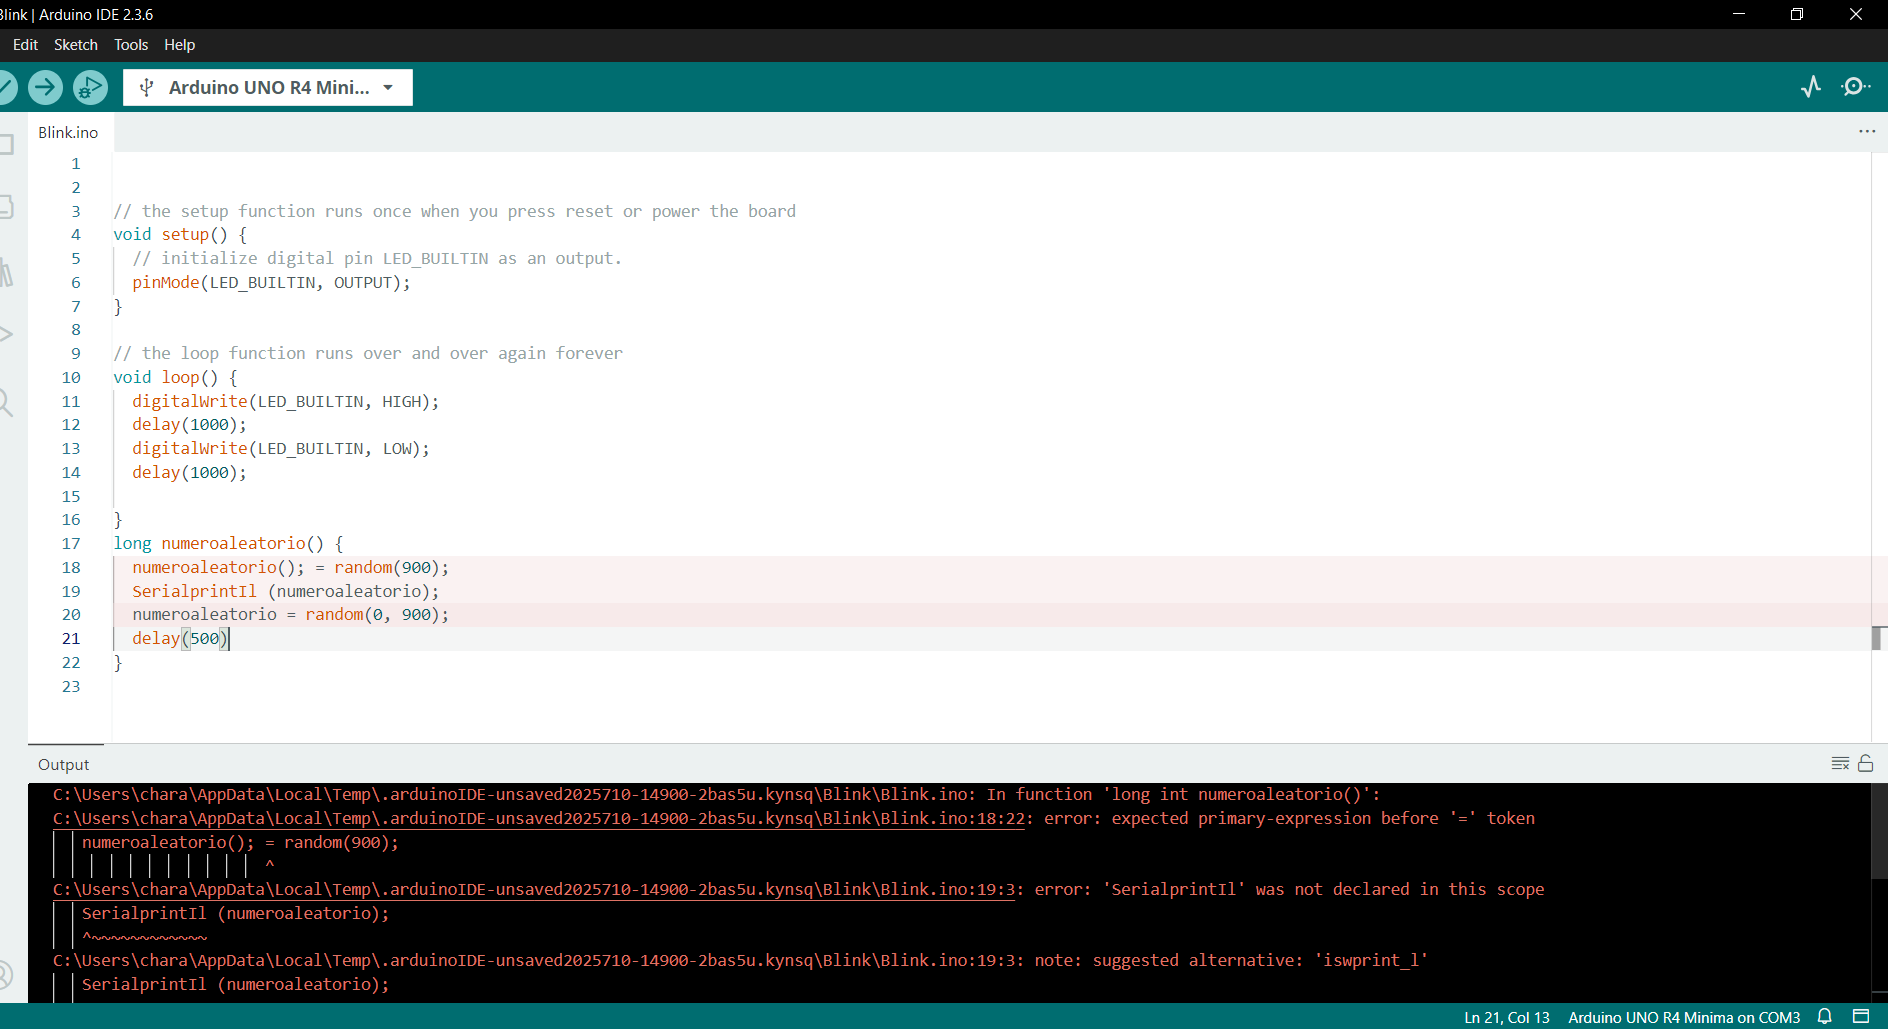 Blink | Arduino IDE 2.3.6
Edit Sketch Tools Help
Arduino UNO R4 Mini...
Blink.ino
1
2
3 // the setup function runs once when you press reset or power the board
4 void setup() {
5 // initialize digital pin LED_BUILTIN as an output.
6 pinMode(LED_BUILTIN, OUTPUT);
7 }
8
9 // the loop function runs over and over again forever
10 void loop() {
11 digitalWrite(LED_BUILTIN, HIGH);
12 delay(1000);
13 digitalWrite(LED_BUILTIN, LOW);
14 delay(1000);
15
16 }
17 long numeroaleatorio() {
18 numeroaleatorio(); = random(900);
19 SerialprintIl (numeroaleatorio);
20 numeroaleatorio = random(0, 900);
21 delay(500)
22 }
23
Output
C:\Users\chara\AppData\Local\Temp\.arduinoIDE-unsaved2025710-14900-2bas5u.kynsq\Blink\Blink.ino: In function 'long int numeroaleatorio()':
C:\Users\chara\AppData\Local\Temp\.arduinoIDE-unsaved2025710-14900-2bas5u.kynsq\Blink\Blink.ino:18:22: error: expected primary-expression before '=' token
numeroaleatorio(); = random(900);
^
C:\Users\chara\AppData\Local\Temp\.arduinoIDE-unsaved2025710-14900-2bas5u.kynsq\Blink\Blink.ino:19:3: error: 'SerialprintIl' was not declared in this scope
SerialprintIl (numeroaleatorio);
^~~~~~~~~~~~~
C:\Users\chara\AppData\Local\Temp\.arduinoIDE-unsaved2025710-14900-2bas5u.kynsq\Blink\Blink.ino:19:3: note: suggested alternative: 'iswprint_l'
SerialprintIl (numeroaleatorio);
Ln 21, Col 13 Arduino UNO R4 Minima on COM3